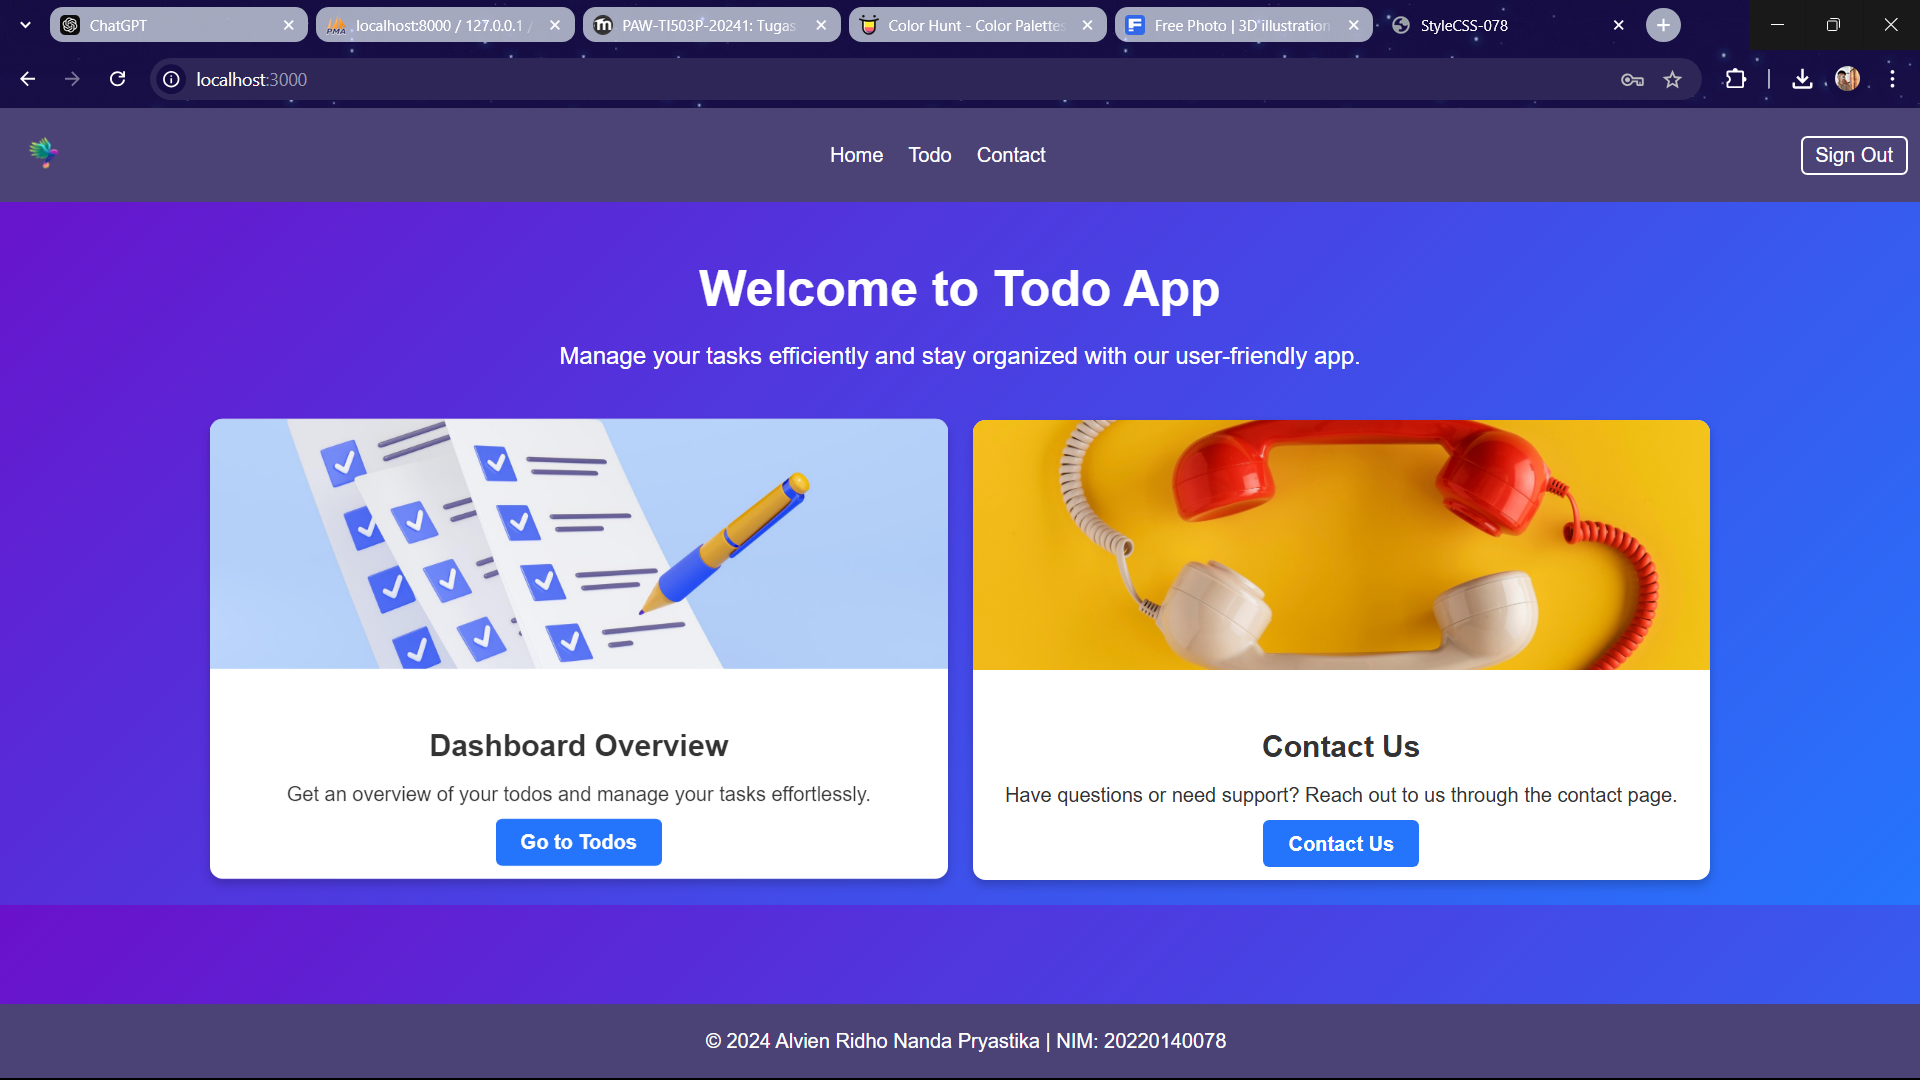 ChatGPT
localhost:8000 / 127.0.0.1 /
PAW-TI503P-20241: Tugas
Color Hunt - Color Palettes
Free Photo | 3D illustration
StyleCSS-078
localhost:3000
Home Todo Contact
Sign Out
Welcome to Todo App
Manage your tasks efficiently and stay organized with our user-friendly app.
Dashboard Overview
Get an overview of your todos and manage your tasks effortlessly.
Go to Todos
Contact Us
Have questions or need support? Reach out to us through the contact page.
Contact Us
© 2024 Alvien Ridho Nanda Pryastika | NIM: 20220140078